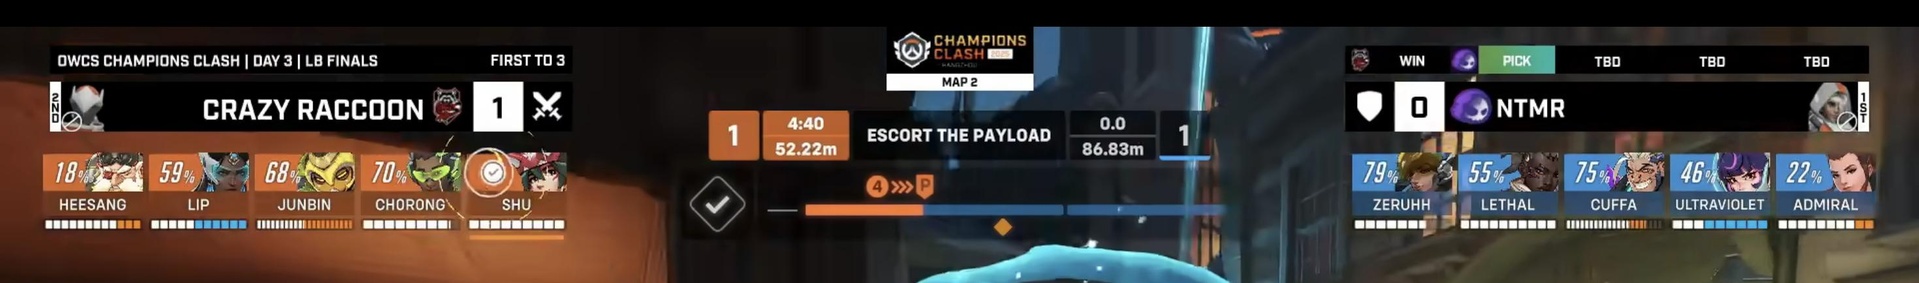 OWCS CHAMPIONS CLASH | DAY 3 | LB FINALS FIRST TO 3
2ND CRAZY RACCOON 1
18% 59% 68% 70%
HEESANG LIP JUNBIN CHORONG SHU
CHAMPIONS
CLASH 2025
HANGZHOU
MAP 2
1 4:40 ESCORT THE PAYLOAD 0.0 1
52.22m 86.83m
4 P
WIN PICK TBD TBD TBD
0 NTMR 1ST
79% 55% 75% 46% 22%
ZERUHH LETHAL CUFFA ULTRAVIOLET ADMIRAL